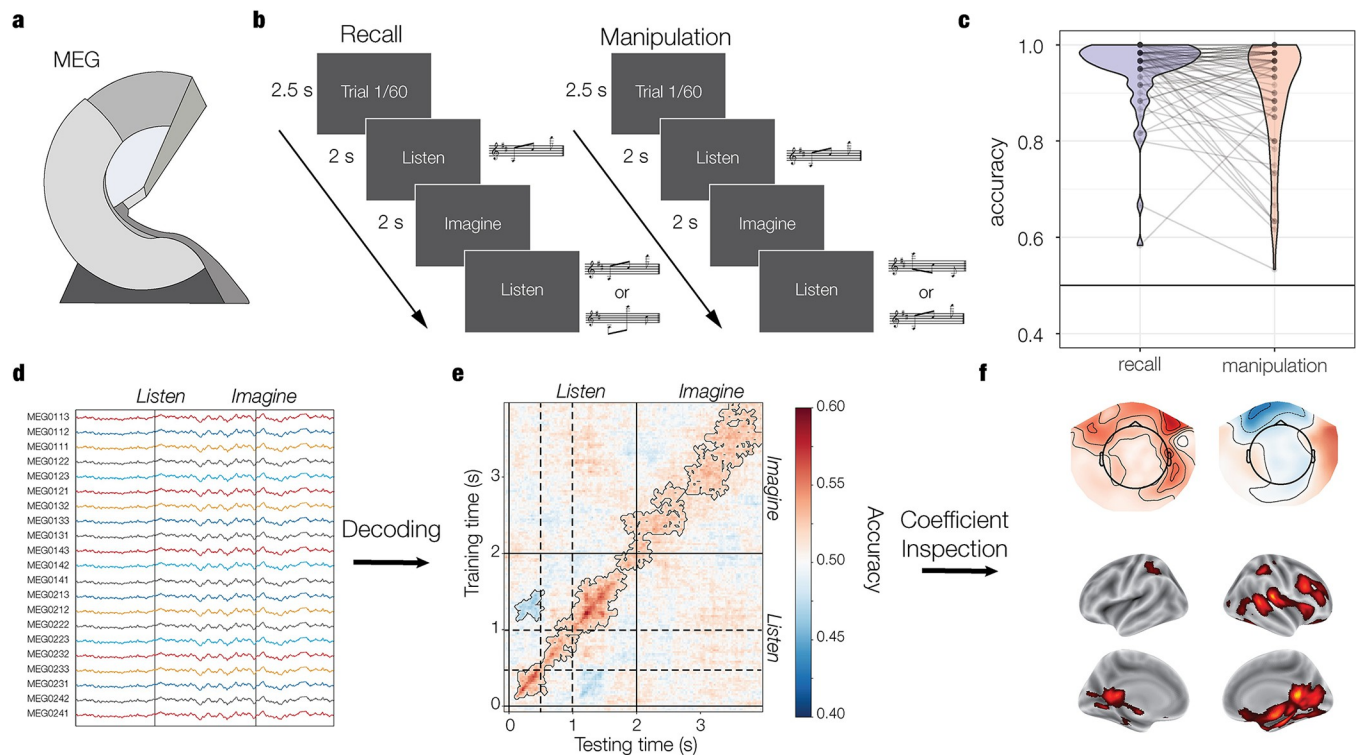 a
MEG
b
Recall
2.5 s
Trial 1/60
2 s
Listen
2 s
Imagine
Listen
or
Manipulation
2.5 s
Trial 1/60
2 s
Listen
2 s
Imagine
Listen
or
c
accuracy
1.0
0.8
0.6
0.4
recall
manipulation
d
Listen
Imagine
MEG0113
MEG0112
MEG0111
MEG0122
MEG0123
MEG0121
MEG0132
MEG0133
MEG0131
MEG0143
MEG0142
MEG0141
MEG0213
MEG0212
MEG0222
MEG0223
MEG0232
MEG0233
MEG0231
MEG0242
MEG0241
Decoding
e
Listen
Imagine
Training time (s)
3
2
1
0
0
1
2
3
Testing time (s)
Imagine
Listen
0.60
0.55
0.50
0.45
0.40
Accuracy
Coefficient
Inspection
f